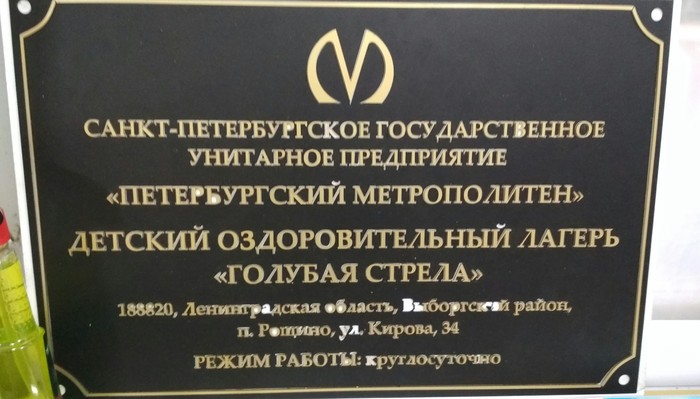 САНКТ-ПЕТЕРБУРГСКОЕ ГОСУДАРСТВЕННОЕ
УНИТАРНОЕ ПРЕДПРИЯТИЕ
«ПЕТЕРБУРГСКИЙ МЕТРОПОЛИТЕН»
ДЕТСКИЙ ОЗДОРОВИТЕЛЬНЫЙ ЛАГЕРЬ
«ГОЛУБАЯ СТРЕЛА»
188820, Ленинградская область, Выборгский район,
п. Рощино, ул. Кирова, 34
РЕЖИМ РАБОТЫ: круглосуточно